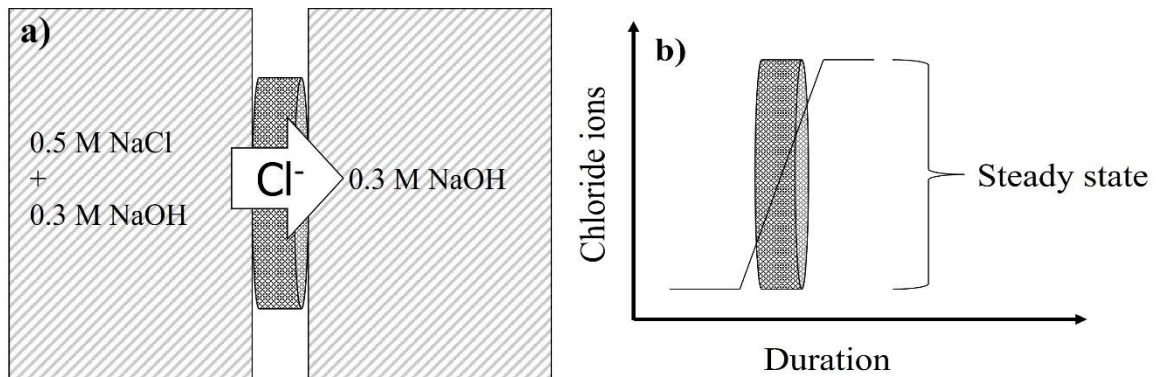 a)
0.5 M NaCl
+
0.3 M NaOH
Cl-
0.3 M NaOH
b)
Chloride ions
Steady state
Duration